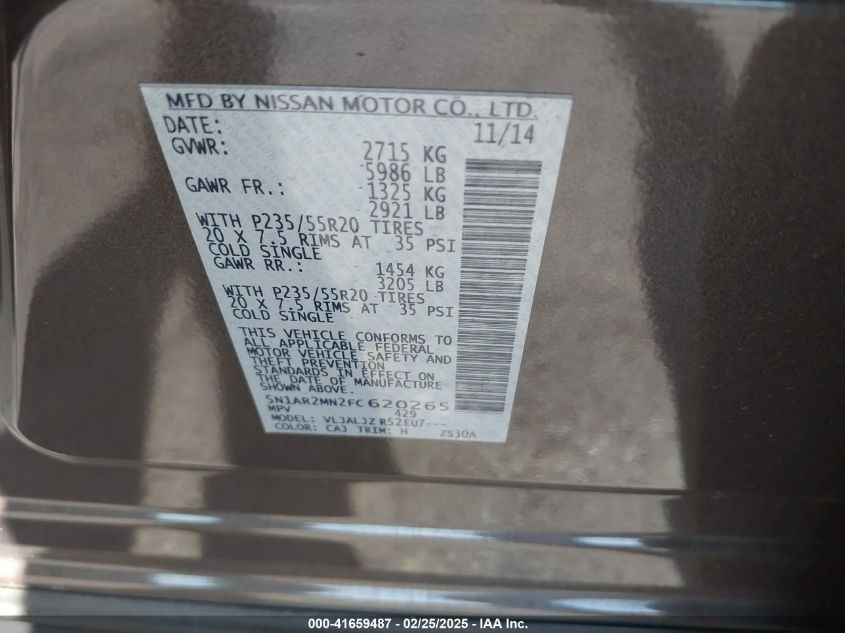 MFD BY NISSAN MOTOR CO., LTD.
DATE: 11/14
GVWR: 2715 KG
5986 LB
GAWR FR.: 1325 KG
2921 LB
WITH P235/55R20 TIRES
20 X 7.5 RIMS AT 35 PSI
COLD SINGLE
GAWR RR.: 1454 KG
3205 LB
WITH P235/55R20 TIRES
20 X 7.5 RIMS AT 35 PSI
COLD SINGLE
THIS VEHICLE CONFORMS TO
ALL APPLICABLE FEDERAL
MOTOR VEHICLE SAFETY AND
THEFT PREVENTION
STANDARDS IN EFFECT ON
THE DATE OF MANUFACTURE
SHOWN ABOVE.
5N1AR2MN2FC620265
MPV 429
MODEL: VLJALJZ R52EU7---
COLOR: CAJ TRIM: H 2S30A
000-41659487 - 02/25/2025 - IAA Inc.